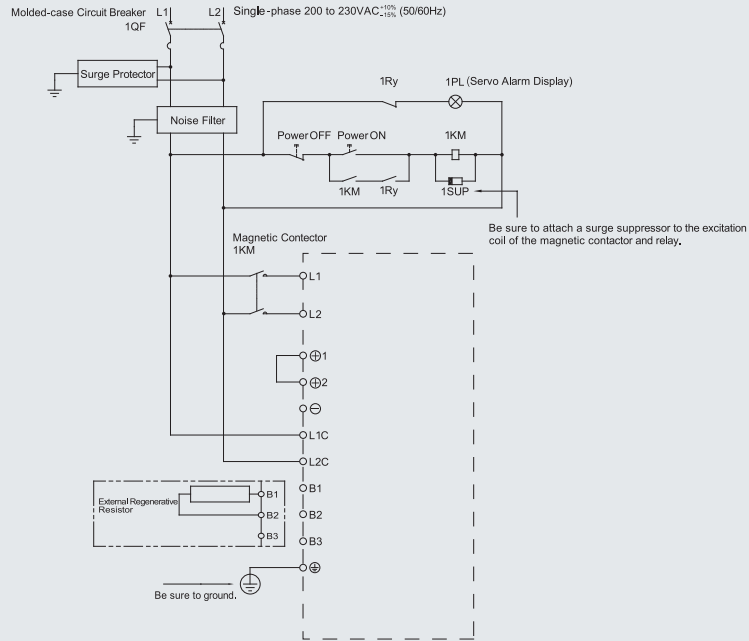 Molded-case Circuit Breaker L1 L2 Single-phase 200 to 230VAC +10% -15% (50/60Hz)
1QF
Surge Protector
1Ry 1PL (Servo Alarm Display)
Noise Filter
Power OFF Power ON 1KM
1KM 1Ry 1SUP
Be sure to attach a surge suppressor to the excitation
coil of the magnetic contactor and relay.
Magnetic Contector
1KM
L1
L2
⊕1
⊕2
⊖
L1C
L2C
External Regenerative
Resistor
B1
B2
B3
B1
B2
B3
Be sure to ground.